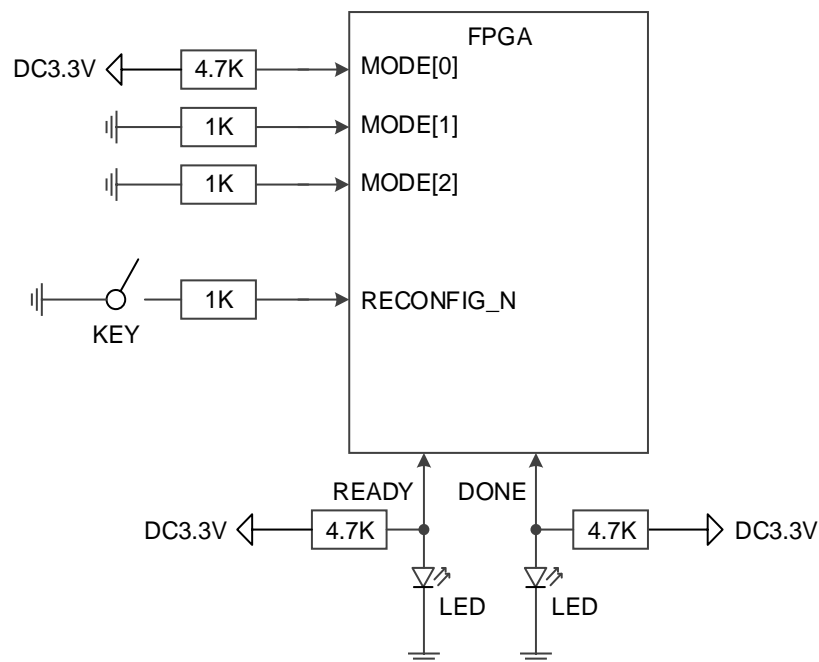 FPGA
DC3.3V
4.7K
MODE[0]
1K
MODE[1]
1K
MODE[2]
1K
RECONFIG_N
KEY
READY
DONE
DC3.3V
4.7K
4.7K
DC3.3V
LED
LED